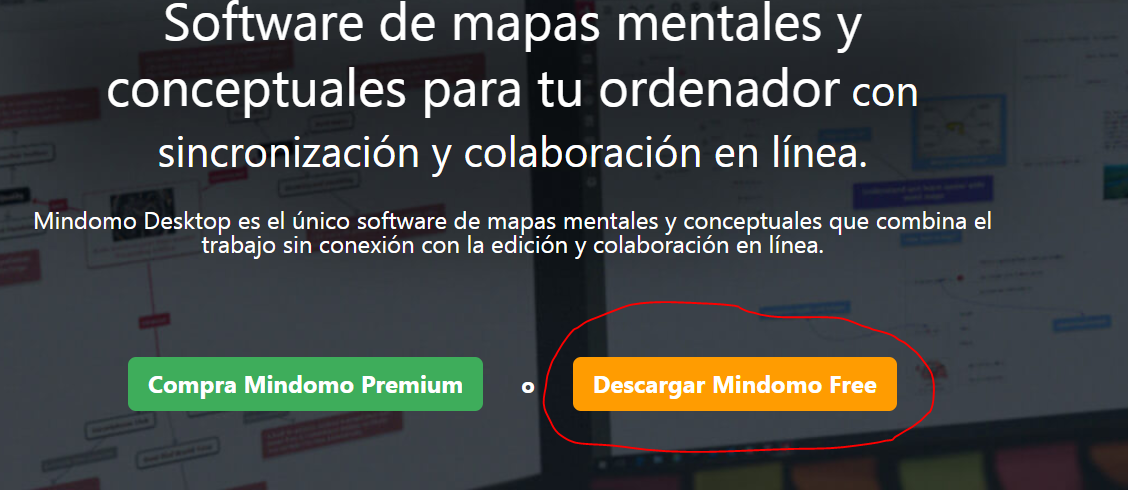 Software de mapas mentales y
conceptuales para tu ordenador con
sincronización y colaboración en línea.
Mindomo Desktop es el único software de mapas mentales y conceptuales que combina el
trabajo sin conexión con la edición y colaboración en línea.
Compra Mindomo Premium o Descargar Mindomo Free